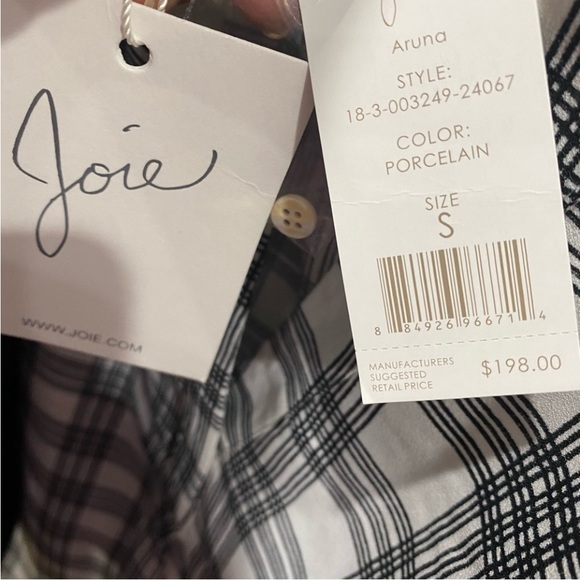 Joie
WWW.JOIE.COM
Aruna
STYLE:
18-3-003249-24067
COLOR:
PORCELAIN
SIZE
S
8 84926 96671 4
MANUFACTURERS
SUGGESTED
RETAIL PRICE
$198.00